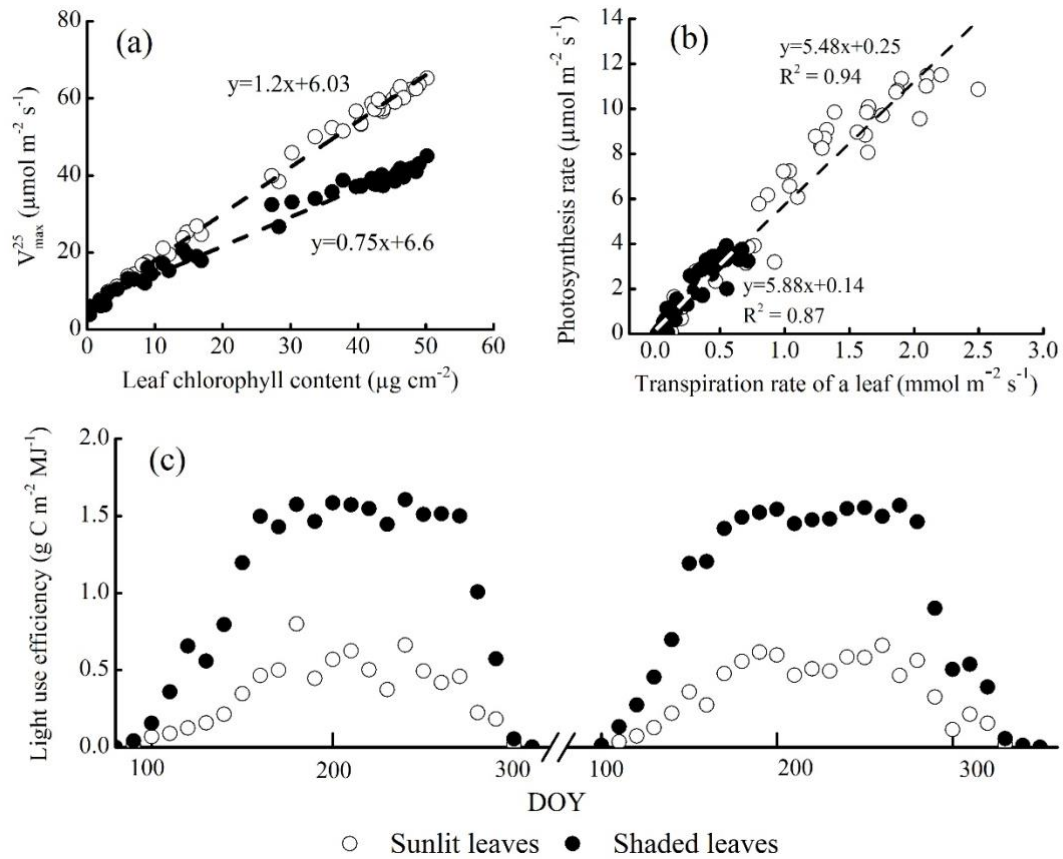 (a)
80
60
40
20
0
V²⁵max (µmol m⁻² s⁻¹)
y=1.2x+6.03
y=0.75x+6.6
0 10 20 30 40 50 60
Leaf chlorophyll content (µg cm⁻²)
(b)
14
12
10
8
6
4
2
0
Photosynthesis rate (µmol m⁻² s⁻¹)
y=5.48x+0.25
R² = 0.94
y=5.88x+0.14
R² = 0.87
0.0 0.5 1.0 1.5 2.0 2.5 3.0
Transpiration rate of a leaf (mmol m⁻² s⁻¹)
(c)
2.0
1.5
1.0
0.5
0.0
Light use efficiency (g C m⁻² MJ⁻¹)
100 200 300 100 200 300
DOY
Sunlit leaves Shaded leaves